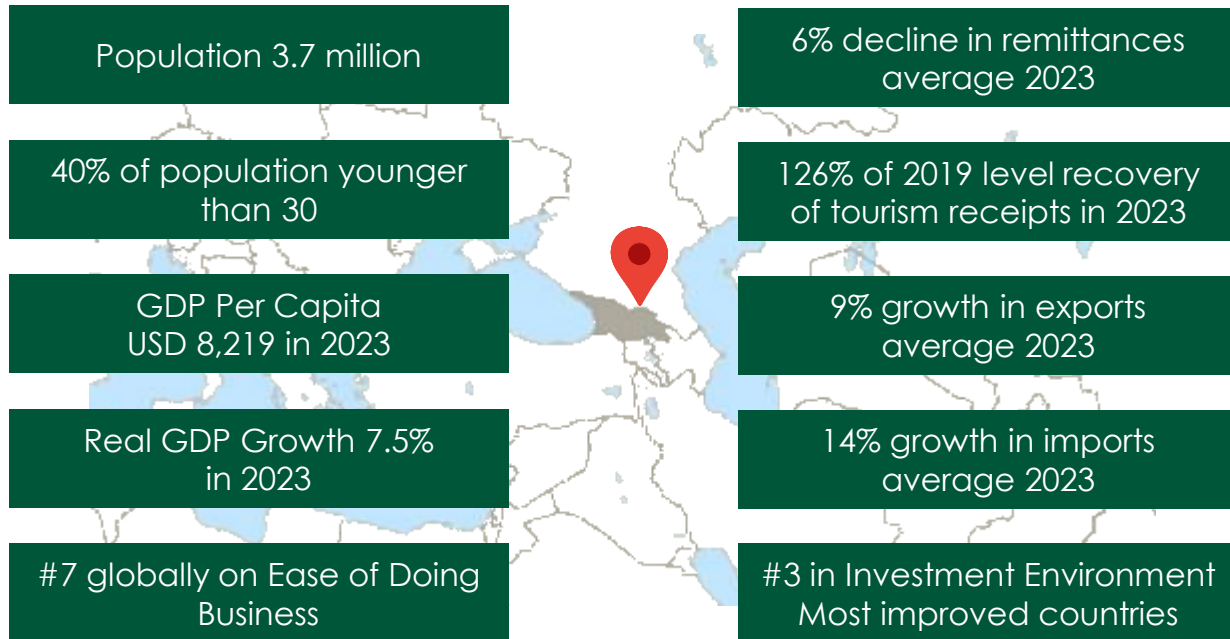 Population 3.7 million
40% of population younger
than 30
GDP Per Capita
USD 8,219 in 2023
Real GDP Growth 7.5%
in 2023
#7 globally on Ease of Doing
Business
6% decline in remittances
average 2023
126% of 2019 level recovery
of tourism receipts in 2023
9% growth in exports
average 2023
14% growth in imports
average 2023
#3 in Investment Environment
Most improved countries